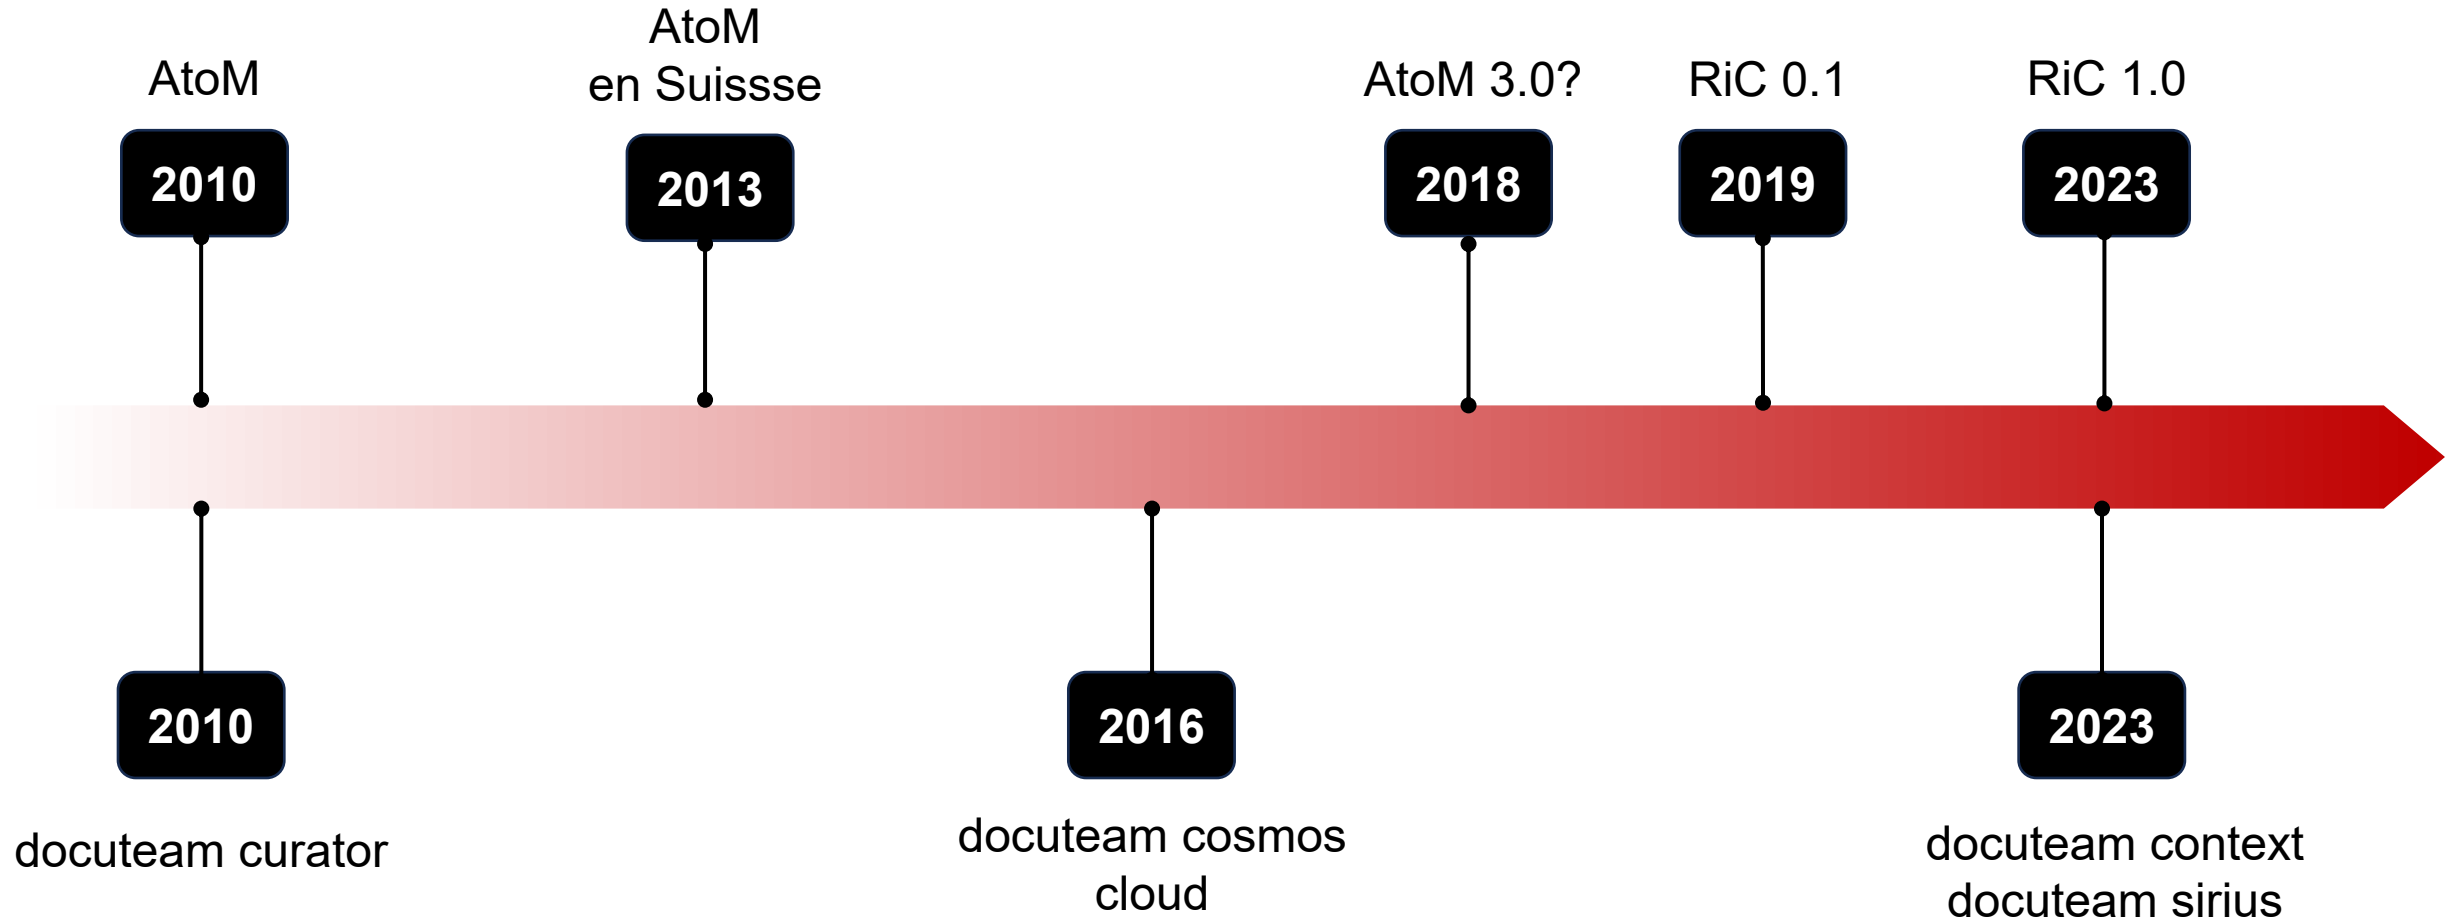 AtoM
2010
AtoM
en Suissse
2013
AtoM 3.0?
2018
RiC 0.1
2019
RiC 1.0
2023
2010
docuteam curator
2016
docuteam cosmos
cloud
2023
docuteam context
docuteam sirius